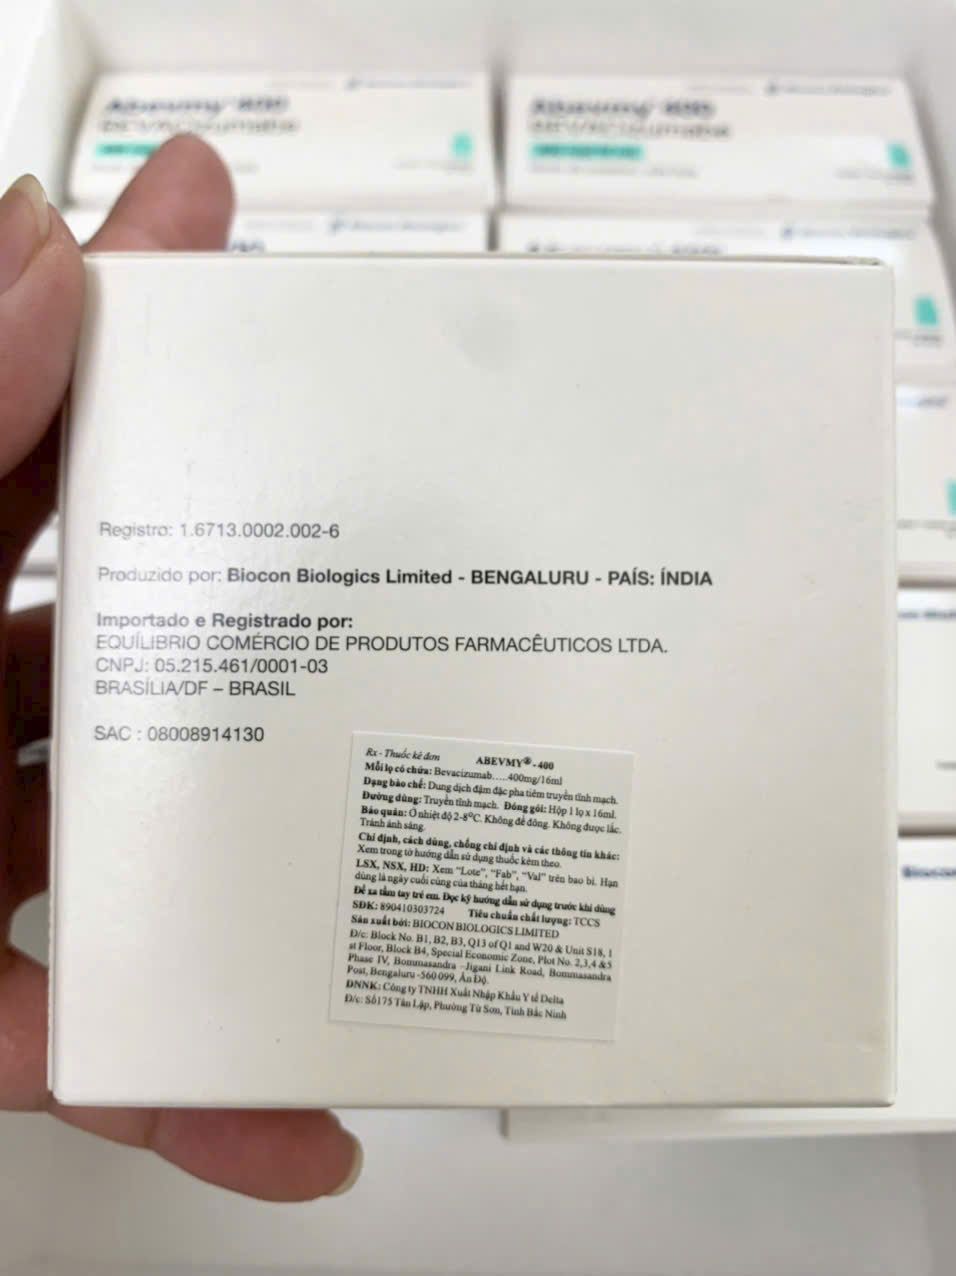 Abevmy® 400
BEVACIzumabe
Abevmy® 400
BEVACIzumabe
Registro: 1.6713.0002.002-6
Produzido por: Biocon Biologics Limited - BENGALURU - PAÍS: ÍNDIA
Importado e Registrado por:
EQUÍLIBRIO COMÉRCIO DE PRODUTOS FARMACÊUTICOS LTDA.
CNPJ: 05.215.461/0001-03
BRASÍLIA/DF – BRASIL
SAC : 08008914130
Rx - Thuốc kê đơn ABEVMY® - 400
Mỗi lọ có chứa: Bevacizumab.....400mg/16ml
Dạng bào chế: Dung dịch đậm đặc pha tiêm truyền tĩnh mạch.
Đường dùng: Truyền tĩnh mạch. Đóng gói: Hộp 1 lọ x 16ml.
Bảo quản: Ở nhiệt độ 2-8°C. Không để đông. Không được lắc.
Tránh ánh sáng.
Chỉ định, cách dùng, chống chỉ định và các thông tin khác:
Xem trong tờ hướng dẫn sử dụng thuốc kèm theo.
LSX, NSX, HD: Xem “Lote”, “Fab”, “Val” trên bao bì. Hạn
dùng là ngày cuối cùng của tháng hết hạn.
Để xa tầm tay trẻ em. Đọc kỹ hướng dẫn sử dụng trước khi dùng
SĐK: 890410303724 Tiêu chuẩn chất lượng: TCCS
Sản xuất bởi: BIOCON BIOLOGICS LIMITED
Đ/c: Block No. B1, B2, B3, Q13 of Q1 and W20 & Unit S18, 1
st Floor, Block B4, Special Economic Zone, Plot No. 2,3,4 &5
Phase IV, Bommasandra –Jigani Link Road, Bommasandra
Post, Bengaluru -560 099, Ấn Độ.
DNNK: Công ty TNHH Xuất Nhập Khẩu Y tế Delta
Đ/c: Số175 Tân Lập, Phường Từ Sơn, Tỉnh Bắc Ninh